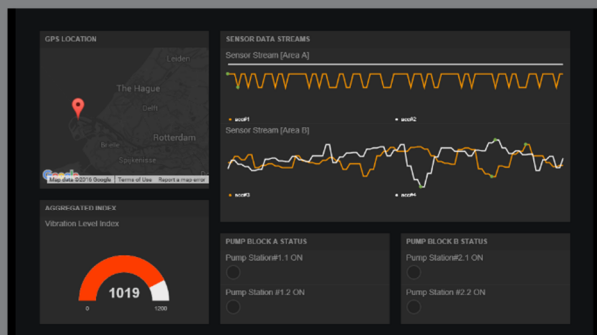 GPS LOCATION
Leiden
The Hague
Delft
Rotterdam
Brielle
Spijkenisse
Map data ©2016 Google Terms of Use Report a map error
AGGREGATED INDEX
Vibration Level Index
1019
0 1200
SENSOR DATA STREAMS
Sensor Stream [Area A]
acc#1 acc#2
Sensor Stream [Area B]
acc#3 acc#4
PUMP BLOCK A STATUS
Pump Station#1.1 ON
Pump Station #1.2 ON
PUMP BLOCK B STATUS
Pump Station#2.1 ON
Pump Station #2.2 ON